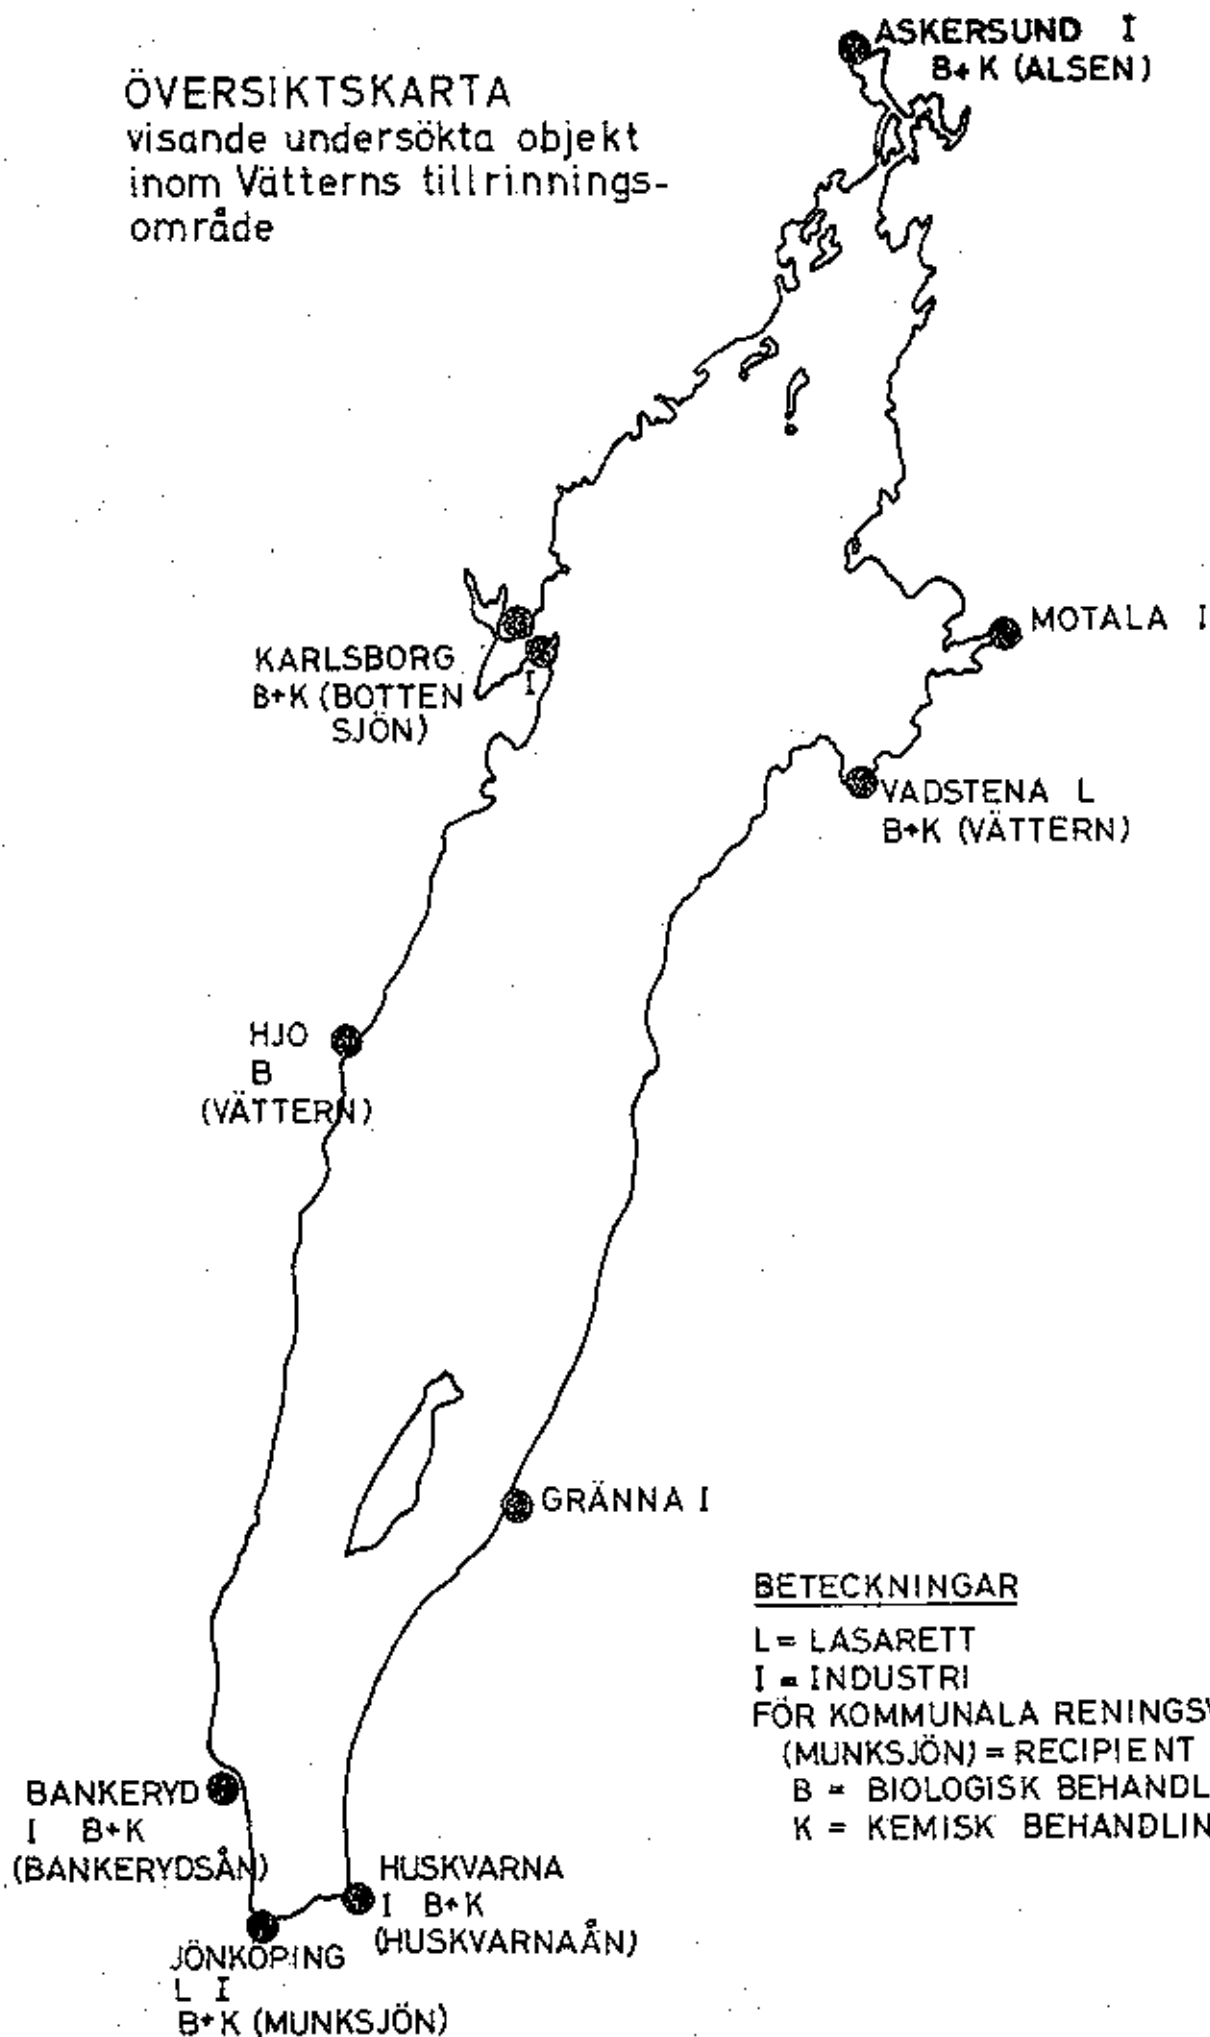 ÖVERSIKTSKARTA
visande undersökta objekt
inom Vätterns tillrinnings-
område
ASKERSUND I
B+K (ALSEN)
KARLSBORG
B+K (BOTTEN
SJÖN)
I
MOTALA I
VADSTENA L
B+K (VÄTTERN)
HJO
B
(VÄTTERN)
GRÄNNA I
BETECKNINGAR
L = LASARETT
I = INDUSTRI
FÖR KOMMUNALA RENINGSV
(MUNKSJÖN) = RECIPIENT
B = BIOLOGISK BEHANDL
K = KEMISK BEHANDLIN
BANKERYD
I B+K
(BANKERYDSÅN)
HUSKVARNA
I B+K
(HUSKVARNAÅN)
JÖNKÖPING
L I
B+K (MUNKSJÖN)